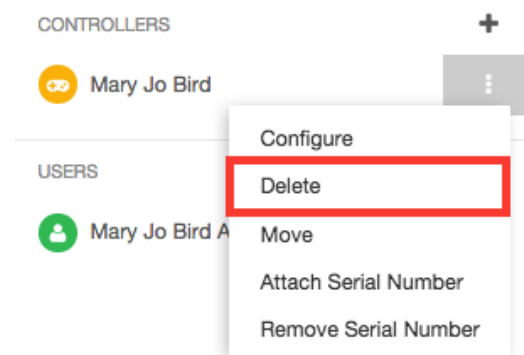 CONTROLLERS
Mary Jo Bird
Configure
USERS
Delete
Mary Jo Bird A
Move
Attach Serial Number
Remove Serial Number